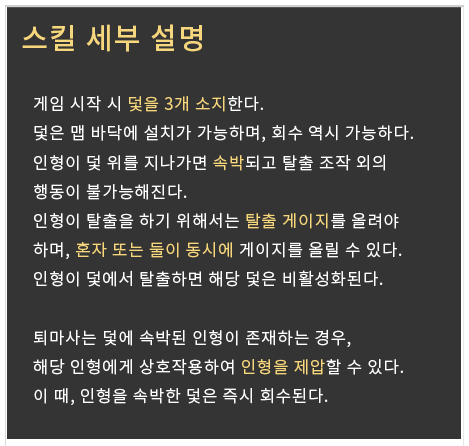 스킬 세부 설명
게임 시작 시 덫을 3개 소지한다.
덫은 맵 바닥에 설치가 가능하며, 회수 역시 가능하다.
인형이 덫 위를 지나가면 속박되고 탈출 조작 외의
행동이 불가능해진다.
인형이 탈출을 하기 위해서는 탈출 게이지를 올려야
하며, 혼자 또는 둘이 동시에 게이지를 올릴 수 있다.
인형이 덫에서 탈출하면 해당 덫은 비활성화된다.
퇴마사는 덫에 속박된 인형이 존재하는 경우,
해당 인형에게 상호작용하여 인형을 제압할 수 있다.
이 때, 인형을 속박한 덫은 즉시 회수된다.